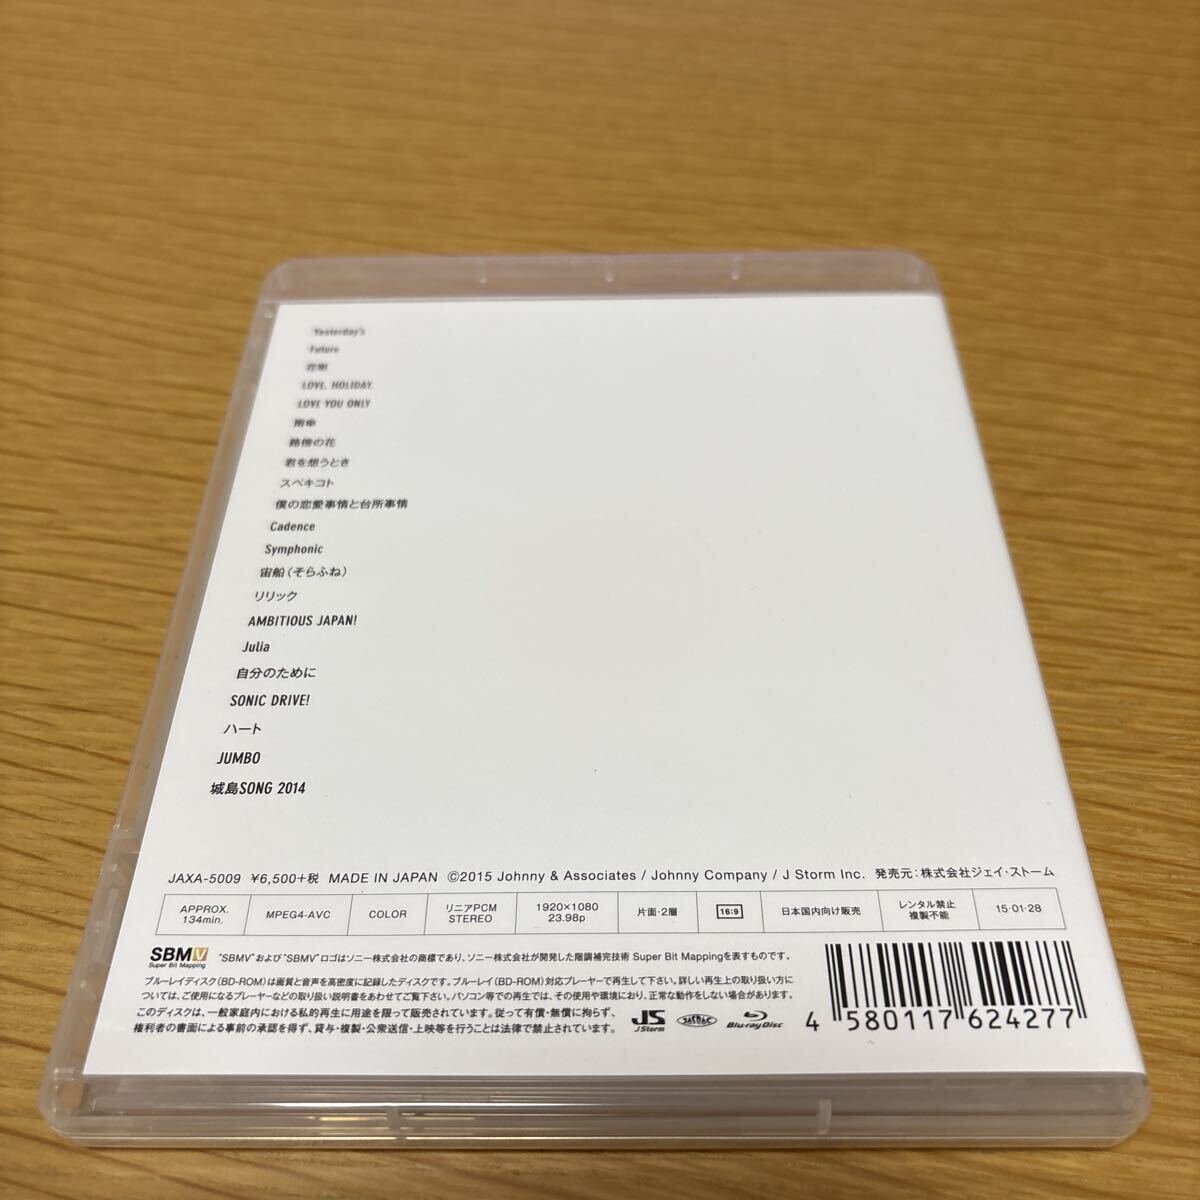 Yesterday's
Future
花唄
LOVE, HOLIDAY.
LOVE YOU ONLY
雨傘
路傍の花
君を想うとき
スベキコト
僕の恋愛事情と台所事情
Cadence
Symphonic
宙船(そらふね)
リリック
AMBITIOUS JAPAN!
Julia
自分のために
SONIC DRIVE!
ハート
JUMBO
城島SONG 2014
JAXA-5009 ¥6,500+税 MADE IN JAPAN ©2015 Johnny & Associates / Johnny Company / J Storm Inc. 発売元:株式会社ジェイ・ストーム
APPROX. 134min. MPEG4-AVC COLOR リニアPCM STEREO 1920×1080 23.98p 片面・2層 16:9 日本国内向け販売 レンタル禁止 複製不能 15・01・28
SBMV Super Bit Mapping "SBMV"および"SBMV"ロゴはソニー株式会社の商標であり、ソニー株式会社が開発した階調補完技術 Super Bit Mappingを表すものです。
ブルーレイディスク(BD-ROM)は画質と音声を高密度に記録したディスクです。ブルーレイ(BD-ROM)対応プレーヤーで再生して下さい。詳しい再生上の取り扱い方に
ついては、ご使用になるプレーヤーなどの取り扱い説明書をあわせてご覧下さい。パソコン等での再生では、その使用や環境により、正常な動作をしない場合があります。
このディスクは、一般家庭内における私的再生に用途を限って販売されています。従って有償・無償に拘らず、
権利者の書面による事前の承認を得ず、貸与・複製・公衆送信・上映等を行うことは法律で禁止されています。
JS J Storm JASRAC Blu-ray Disc
4 580117 624277